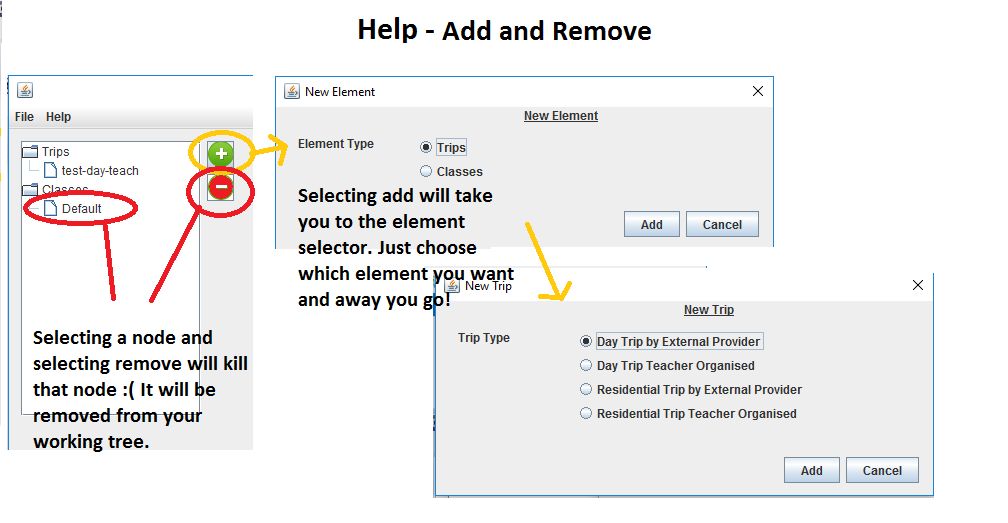 Help - Add and Remove
File Help
Trips
test-day-teach
Classes
Default
Selecting a node and
selecting remove will kill
that node :( It will be
removed from your
working tree.
New Element
New Element
Element Type
Trips
Classes
Selecting add will take
you to the element
selector. Just choose
which element you want
and away you go!
Add Cancel
New Trip
New Trip
Trip Type
Day Trip by External Provider
Day Trip Teacher Organised
Residential Trip by External Provider
Residential Trip Teacher Organised
Add Cancel